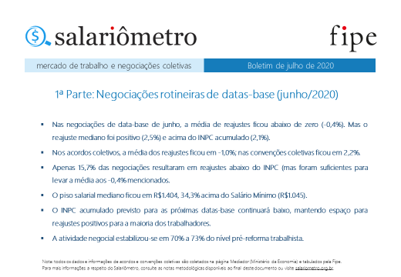 salariômetro
fipe
mercado de trabalho e negociações coletivas
Boletim de julho de 2020
1ª Parte: Negociações rotineiras de datas-base (junho/2020)
• Nas negociações de data-base de junho, a média de reajustes ficou abaixo de zero (-0,4%). Mas o
reajuste mediano foi positivo (2,5%) e acima do INPC acumulado (2,1%).
• Nos acordos coletivos, a média dos reajustes ficou em -1,0%; nas convenções coletivas ficou em 2,2%.
• Apenas 15,7% das negociações resultaram em reajustes abaixo do INPC (mas foram suficientes para
levar a média aos -0,4% mencionados.
• O piso salarial mediano ficou em R$1.404, 34,3% acima do Salário Mínimo (R$1.045).
• O INPC acumulado previsto para as próximas datas-base continuará baixo, mantendo espaço para
reajustes positivos para a maioria dos trabalhadores.
• A atividade negocial estabilizou-se em 70% a 73% do nível pré-reforma trabalhista.
Nota: todos os dados e informações de acordos e convenções coletivas são coletados na página Mediador (Ministério da Economia) e tabulados pela Fipe.
Para mais informações a respeito do Salariômetro, consulte as notas metodológicas disponíveis ao final deste documento ou visite salariometro.org.br